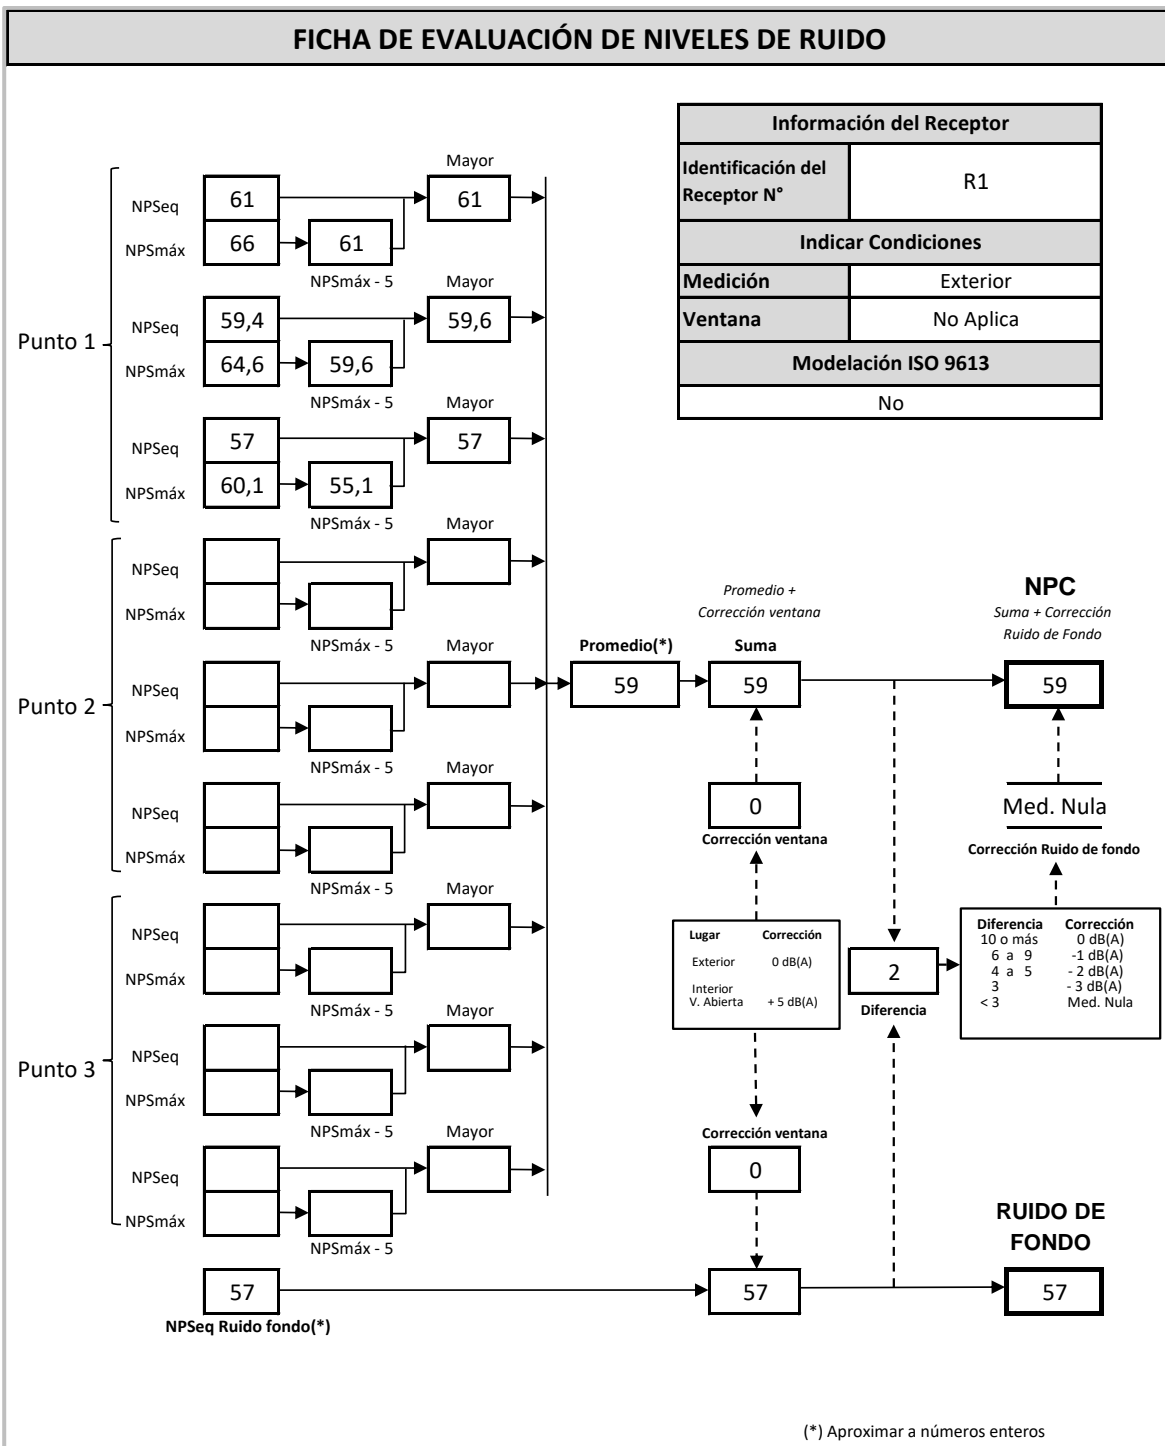 FICHA DE EVALUACIÓN DE NIVELES DE RUIDO
Información del Receptor
Identificación del Receptor N° R1
Indicar Condiciones
Medición Exterior
Ventana No Aplica
Modelación ISO 9613
No
Punto 1
Mayor
NPSeq 61 61
NPSmáx 66 61
NPSmáx - 5
Mayor
NPSeq 59,4 59,6
NPSmáx 64,6 59,6
NPSmáx - 5
Mayor
NPSeq 57 57
NPSmáx 60,1 55,1
NPSmáx - 5
Punto 2
Mayor
NPSeq
NPSmáx
NPSmáx - 5
Mayor
NPSeq
NPSmáx
NPSmáx - 5
Mayor
NPSeq
NPSmáx
NPSmáx - 5
Punto 3
Mayor
NPSeq
NPSmáx
NPSmáx - 5
Mayor
NPSeq
NPSmáx
NPSmáx - 5
Mayor
NPSeq
NPSmáx
NPSmáx - 5
57
NPSeq Ruido fondo(*)
Promedio(*)
59
Promedio +
Corrección ventana
Suma
59
0
Corrección ventana
Lugar Corrección
Exterior 0 dB(A)
Interior
V. Abierta + 5 dB(A)
Corrección ventana
0
57
2
Diferencia
NPC
Suma + Corrección
Ruido de Fondo
59
Med. Nula
Corrección Ruido de fondo
Diferencia Corrección
10 o más 0 dB(A)
6 a 9 -1 dB(A)
4 a 5 - 2 dB(A)
3 - 3 dB(A)
< 3 Med. Nula
RUIDO DE
FONDO
57
(*) Aproximar a números enteros